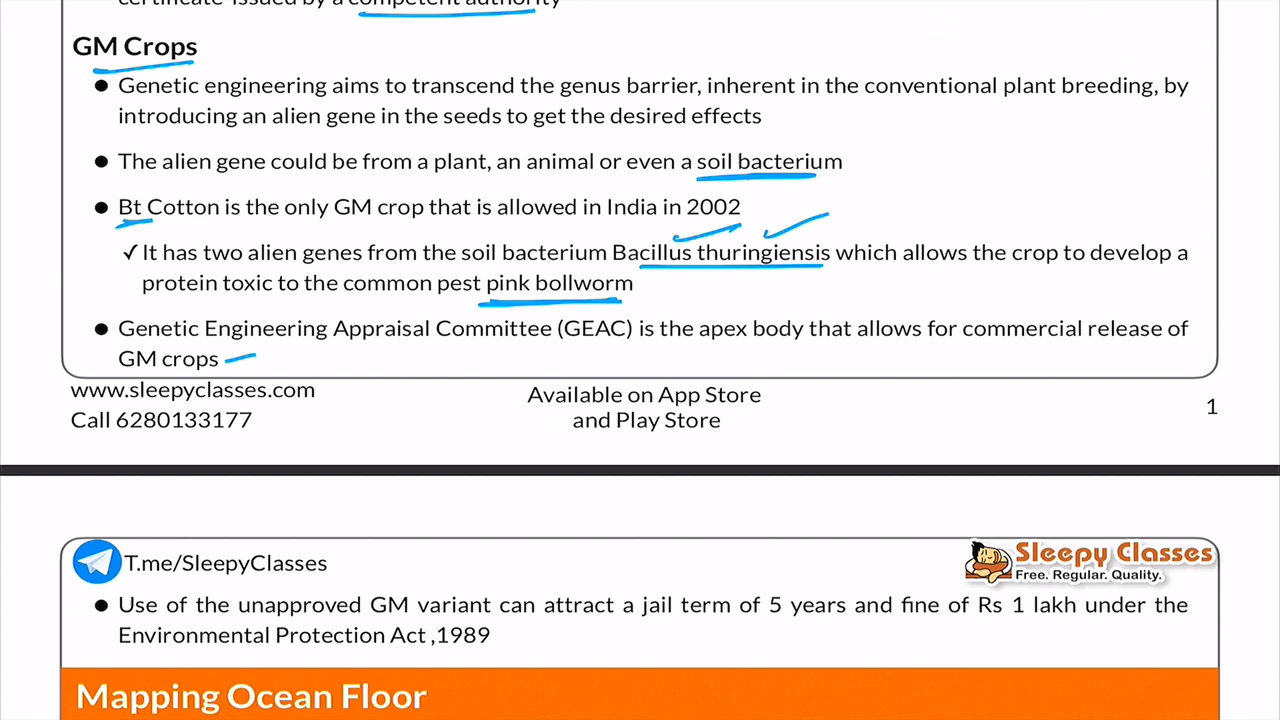 certificate issued by a competent authority
GM Crops
● Genetic engineering aims to transcend the genus barrier, inherent in the conventional plant breeding, by
introducing an alien gene in the seeds to get the desired effects
● The alien gene could be from a plant, an animal or even a soil bacterium
● Bt Cotton is the only GM crop that is allowed in India in 2002
✓It has two alien genes from the soil bacterium Bacillus thuringiensis which allows the crop to develop a
protein toxic to the common pest pink bollworm
● Genetic Engineering Appraisal Committee (GEAC) is the apex body that allows for commercial release of
GM crops
www.sleepyclasses.com
Call 6280133177
Available on App Store
and Play Store
1
T.me/SleepyClasses
Sleepy Classes
Free. Regular. Quality.
● Use of the unapproved GM variant can attract a jail term of 5 years and fine of Rs 1 lakh under the
Environmental Protection Act ,1989
Mapping Ocean Floor